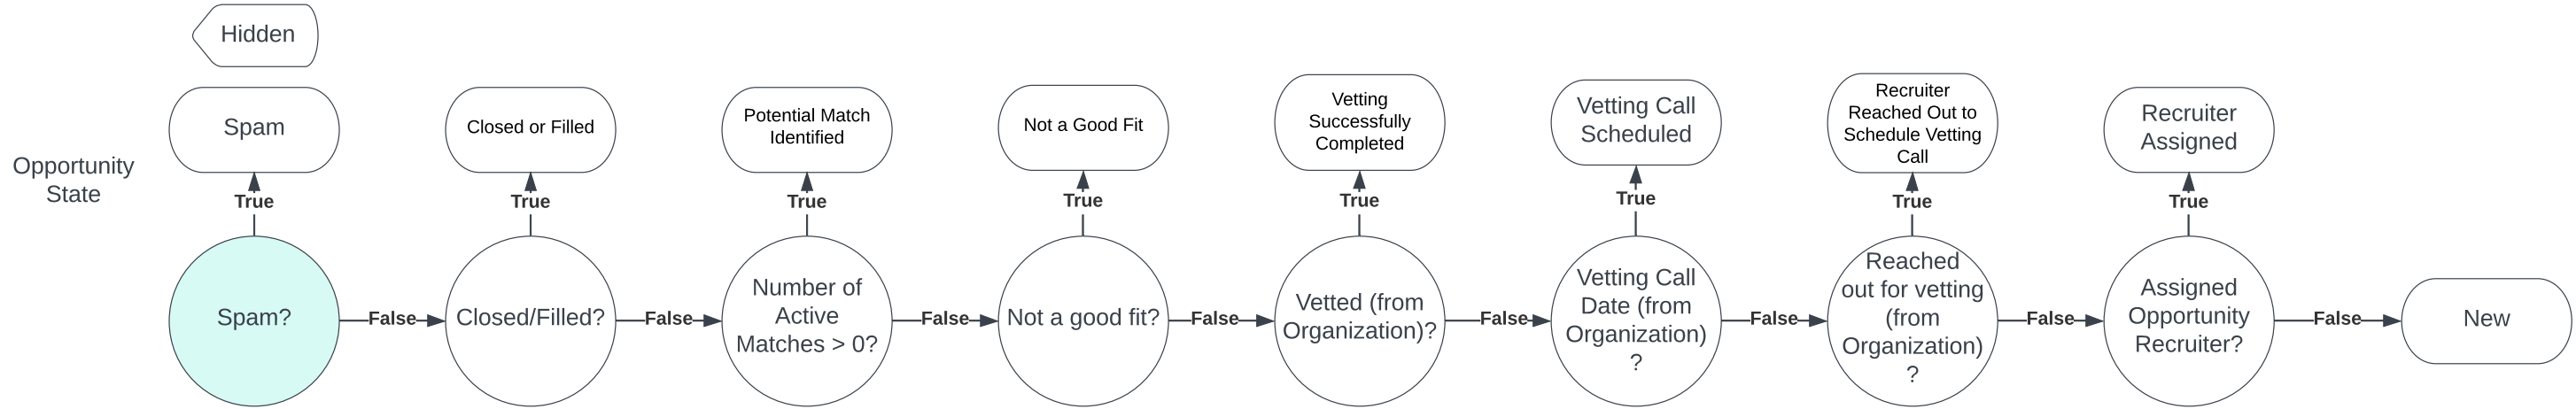 Hidden
Spam
Closed or Filled
Potential Match
Identified
Not a Good Fit
Vetting
Successfully
Completed
Vetting Call
Scheduled
Recruiter
Reached Out to
Schedule Vetting
Call
Recruiter
Assigned
Opportunity
State
True
True
True
True
True
True
True
True
Spam?
False
Closed/Filled?
False
Number of
Active
Matches > 0?
False
Not a good fit?
False
Vetted (from
Organization)?
False
Vetting Call
Date (from
Organization)
?
False
Reached
out for vetting
(from
Organization)
?
False
Assigned
Opportunity
Recruiter?
False
New